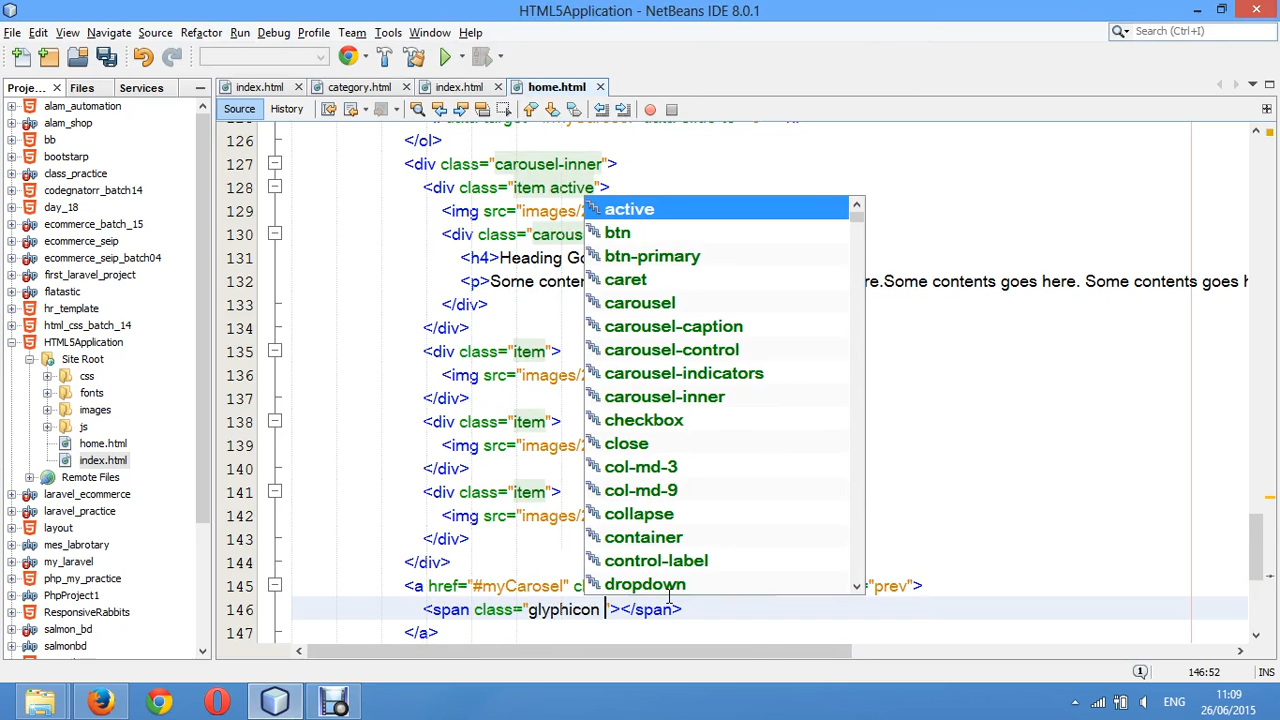 HTML5Application - NetBeans IDE 8.0.1
File Edit View Navigate Source Refactor Run Debug Profile Team Tools Window Help
Search (Ctrl+I)
Proje... Files Services
index.html category.html index.html home.html
Source History
alam_automation
alam_shop
bb
bootstarp
class_practice
codegnatorr_batch14
day_18
ecommerce_batch_15
ecommerce_seip
ecommerce_seip_batch04
first_laravel_project
flatastic
hr_template
html_css_batch_14
HTML5Application
Site Root
css
fonts
images
js
home.html
index.html
Remote Files
laravel_ecommerce
laravel_practice
layout
mes_labrotary
my_laravel
php_my_practice
PhpProject1
ResponsiveRabbits
salmon_bd
salmonbd
126 </ol>
127 <div class="carousel-inner">
128 <div class="item active">
129 <img src="images/2
130 <div class="carous
131 <h4>Heading Go
132 <p>Some conten re.Some contents goes here. Some contents goes h
133 </div>
134 </div>
135 <div class="item">
136 <img src="images/2
137 </div>
138 <div class="item">
139 <img src="images/2
140 </div>
141 <div class="item">
142 <img src="images/2
143 </div>
144 </div>
145 <a href="#myCarosel" c ="prev">
146 <span class="glyphicon "></span>
147 </a>
active
btn
btn-primary
caret
carousel
carousel-caption
carousel-control
carousel-indicators
carousel-inner
checkbox
close
col-md-3
col-md-9
collapse
container
control-label
dropdown
146:52 INS
ENG
11:09
26/06/2015